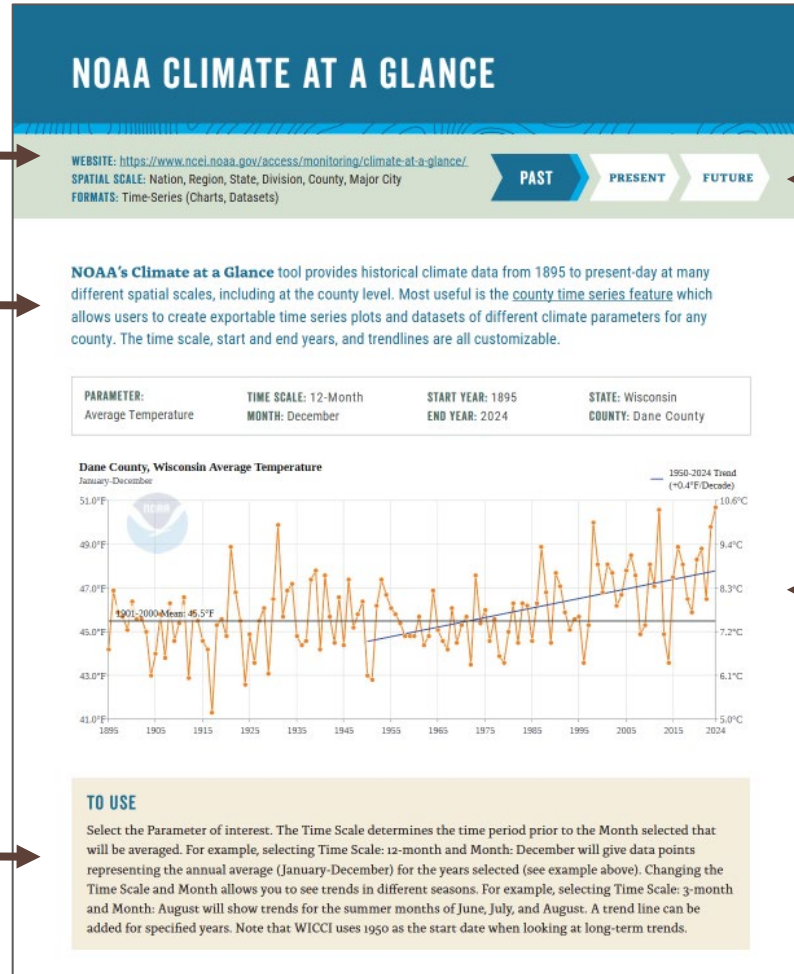 NOAA CLIMATE AT A GLANCE
WEBSITE: https://www.ncei.noaa.gov/access/monitoring/climate-at-a-glance/
SPATIAL SCALE: Nation, Region, State, Division, County, Major City
FORMATS: Time-Series (Charts, Datasets)
PAST PRESENT FUTURE
NOAA's Climate at a Glance tool provides historical climate data from 1895 to present-day at many
different spatial scales, including at the county level. Most useful is the county time series feature which
allows users to create exportable time series plots and datasets of different climate parameters for any
county. The time scale, start and end years, and trendlines are all customizable.
PARAMETER: TIME SCALE: 12-Month START YEAR: 1895 STATE: Wisconsin
Average Temperature MONTH: December END YEAR: 2024 COUNTY: Dane County
Dane County, Wisconsin Average Temperature
January-December
1950-2024 Trend
(+0.4°F/Decade)
noaa
51.0°F 10.6°C
49.0°F 9.4°C
47.0°F 8.3°C
1901-2000 Mean: 45.5°F
45.0°F 7.2°C
43.0°F 6.1°C
41.0°F 5.0°C
1895 1905 1915 1925 1935 1945 1955 1965 1975 1985 1995 2005 2015 2024
TO USE
Select the Parameter of interest. The Time Scale determines the time period prior to the Month selected that
will be averaged. For example, selecting Time Scale: 12-month and Month: December will give data points
representing the annual average (January-December) for the years selected (see example above). Changing the
Time Scale and Month allows you to see trends in different seasons. For example, selecting Time Scale: 3-month
and Month: August will show trends for the summer months of June, July, and August. A trend line can be
added for specified years. Note that WICCI uses 1950 as the start date when looking at long-term trends.